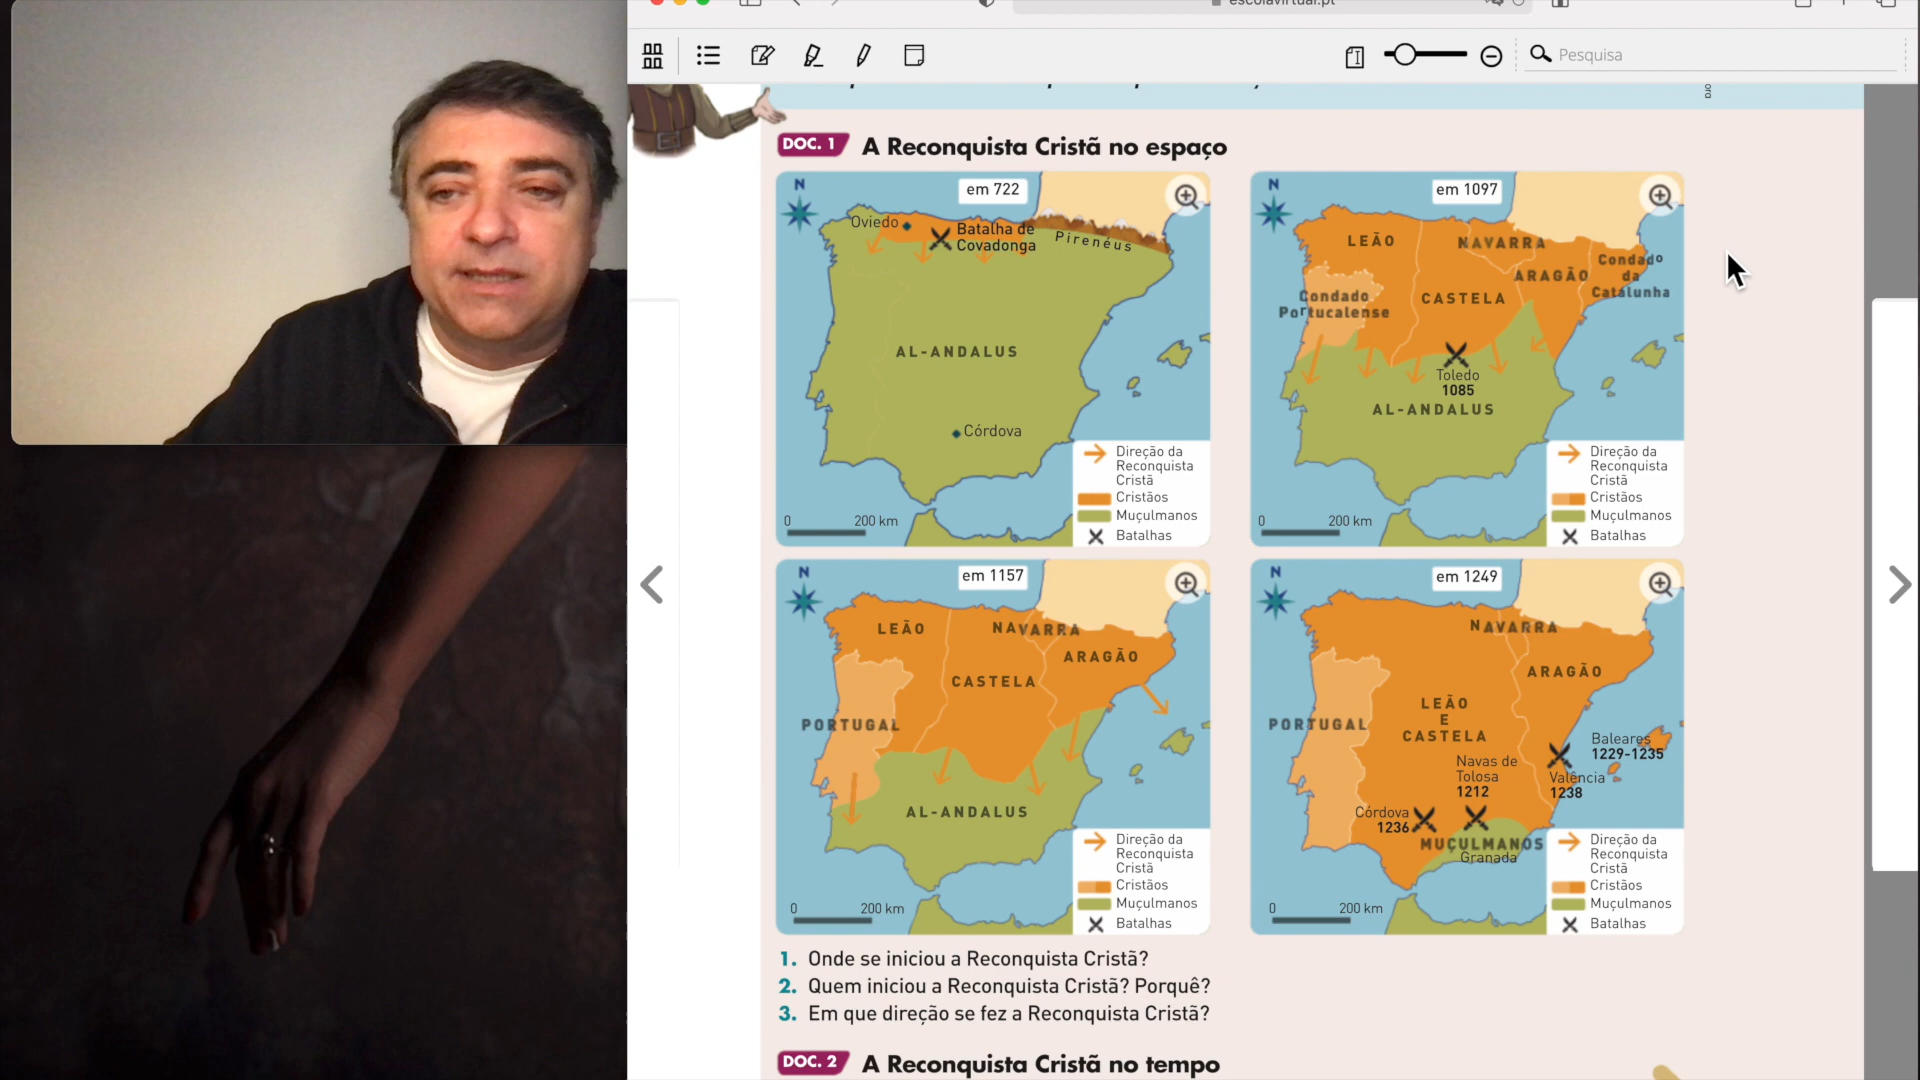 Pesquisa
DOC. 1 A Reconquista Cristã no espaço
N
em 722
Oviedo
Batalha de
Covadonga
Pirenéus
AL-ANDALUS
Córdova
0 200 km
Direção da
Reconquista
Cristã
Cristãos
Muçulmanos
Batalhas
N
em 1097
LEÃO
NAVARRA
ARAGÃO
Condado
da
Catalunha
Condado
Portucalense
CASTELA
Toledo
1085
AL-ANDALUS
0 200 km
Direção da
Reconquista
Cristã
Cristãos
Muçulmanos
Batalhas
N
em 1157
LEÃO
NAVARRA
ARAGÃO
CASTELA
PORTUGAL
AL-ANDALUS
0 200 km
Direção da
Reconquista
Cristã
Cristãos
Muçulmanos
Batalhas
N
em 1249
NAVARRA
ARAGÃO
LEÃO
E
CASTELA
PORTUGAL
Baleares
1229-1235
Navas de
Tolosa
1212
Valência
1238
Córdova
1236
MUÇULMANOS
Granada
0 200 km
Direção da
Reconquista
Cristã
Cristãos
Muçulmanos
Batalhas
1. Onde se iniciou a Reconquista Cristã?
2. Quem iniciou a Reconquista Cristã? Porquê?
3. Em que direção se fez a Reconquista Cristã?
DOC. 2 A Reconquista Cristã no tempo